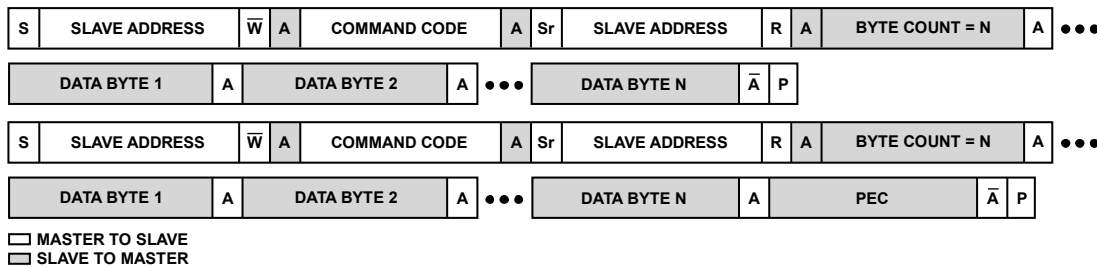 S SLAVE ADDRESS W̅ A COMMAND CODE A Sr SLAVE ADDRESS R A BYTE COUNT = N A •••
DATA BYTE 1 A DATA BYTE 2 A ••• DATA BYTE N A̅ P
S SLAVE ADDRESS W̅ A COMMAND CODE A Sr SLAVE ADDRESS R A BYTE COUNT = N A •••
DATA BYTE 1 A DATA BYTE 2 A ••• DATA BYTE N A PEC A̅ P
MASTER TO SLAVE
SLAVE TO MASTER